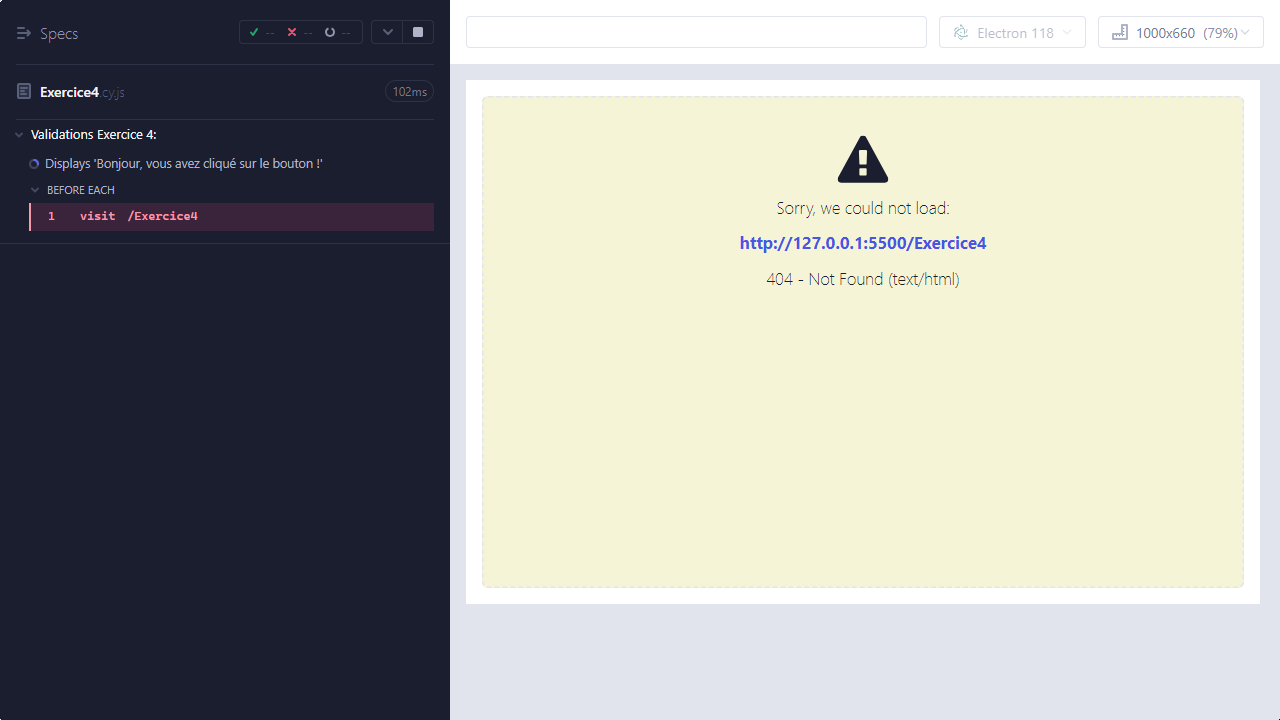 Specs
-- -- --
Exercice4.cy.js
102ms
Validations Exercice 4:
Displays 'Bonjour, vous avez cliqué sur le bouton !'
BEFORE EACH
1 visit /Exercice4
Electron 118
1000x660 (79%)
Sorry, we could not load:
http://127.0.0.1:5500/Exercice4
404 - Not Found (text/html)